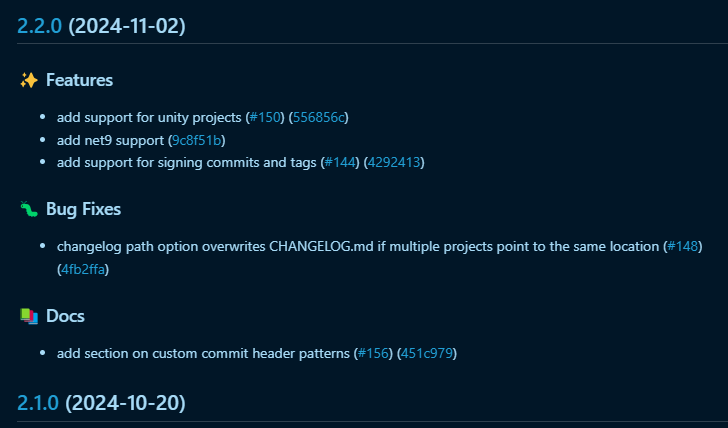 2.2.0 (2024-11-02)
✨ Features
• add support for unity projects (#150) (556856c)
• add net9 support (9c8f51b)
• add support for signing commits and tags (#144) (4292413)
🐛 Bug Fixes
• changelog path option overwrites CHANGELOG.md if multiple projects point to the same location (#148)
(4fb2ffa)
📚 Docs
• add section on custom commit header patterns (#156) (451c979)
2.1.0 (2024-10-20)